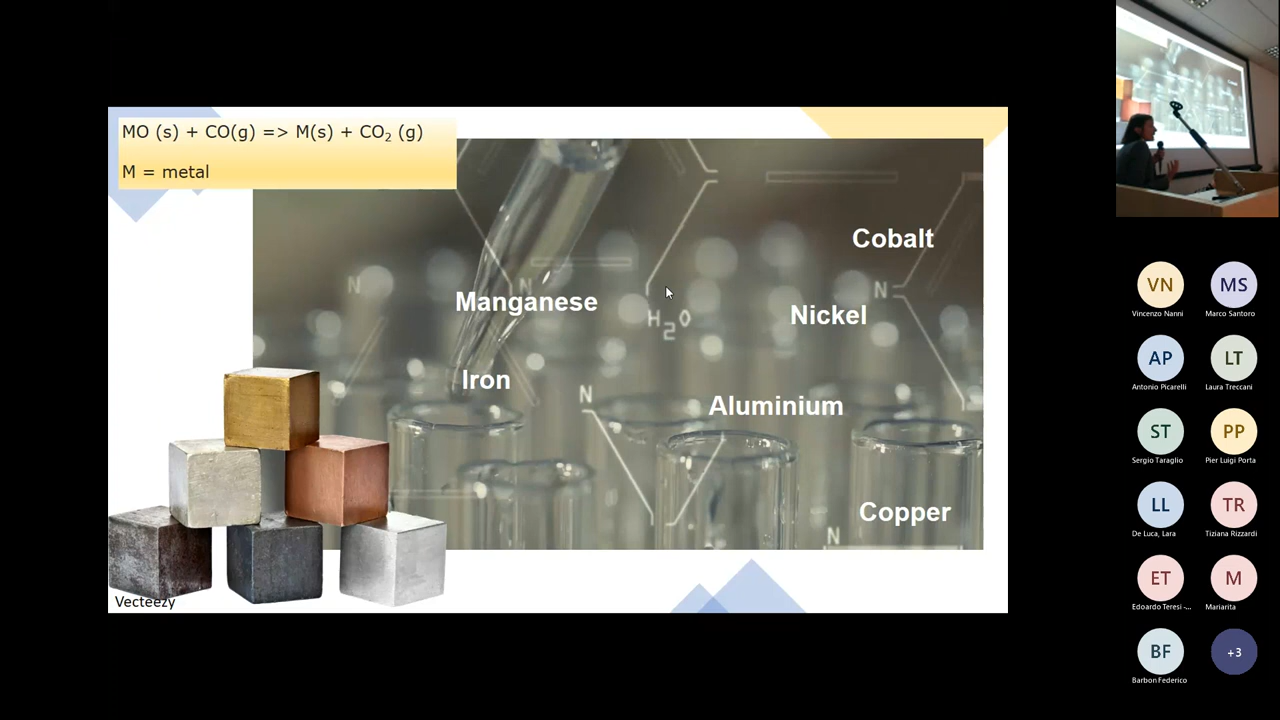 MO (s) + CO(g) => M(s) + CO₂ (g)
M = metal
Cobalt
Manganese
Nickel
N
N
N
H₂O
Iron
N
Aluminium
Copper
N
Vecteezy
VN
Vincenzo Nanni
MS
Marco Santoro
AP
Antonio Picarelli
LT
Laura Treccani
ST
Sergio Taraglio
PP
Pier Luigi Porta
LL
De Luca, Lara
TR
Tiziana Rizzardi
ET
Edoardo Teresi -...
M
Mariarita
BF
Barbon Federico
+3